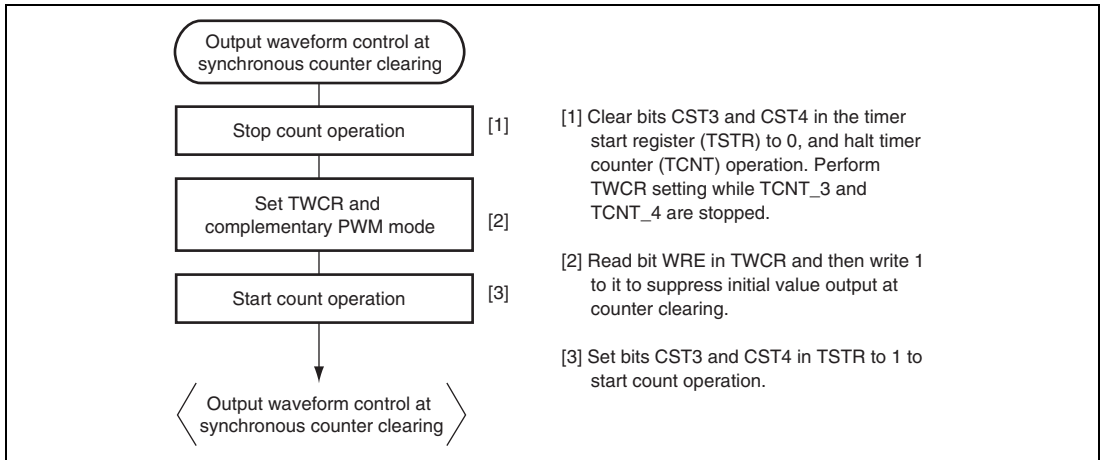 Output waveform control at
synchronous counter clearing
Stop count operation
[1]
Set TWCR and
complementary PWM mode
[2]
Start count operation
[3]
Output waveform control at
synchronous counter clearing
[1] Clear bits CST3 and CST4 in the timer
start register (TSTR) to 0, and halt timer
counter (TCNT) operation. Perform
TWCR setting while TCNT_3 and
TCNT_4 are stopped.
[2] Read bit WRE in TWCR and then write 1
to it to suppress initial value output at
counter clearing.
[3] Set bits CST3 and CST4 in TSTR to 1 to
start count operation.